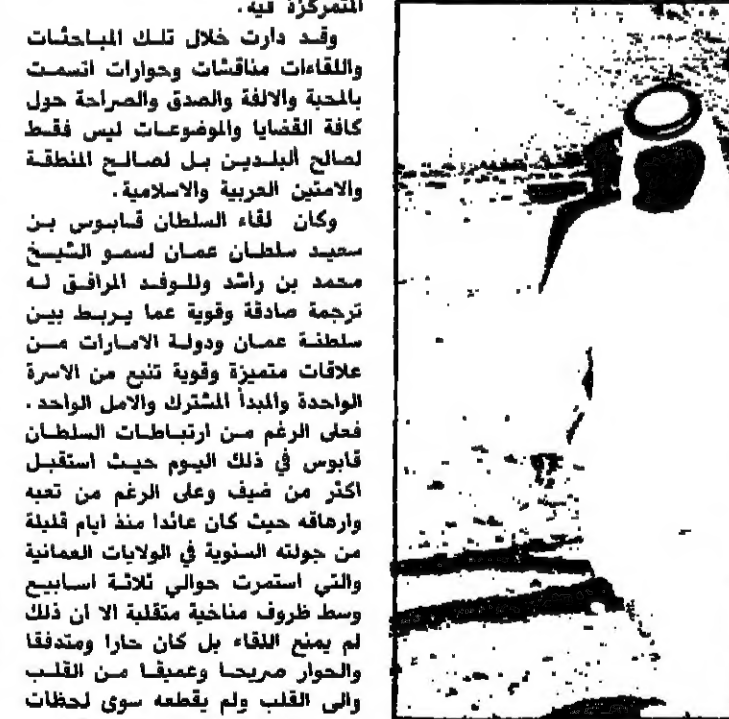 المتمركزة فيه.
وقد دارت خلال تلك المباحثات
واللقاءات مناقشات وحوارات اتسمت
بالمحبة والالفة والصدق والصراحة حول
كافة القضايا والموضوعات ليس فقط
لصالح البلدين بل لصالح المنطقة
والامتين العربية والاسلامية.
وكان لقاء السلطان قابوس بن
سعيد سلطان عمان لسمو الشيخ
محمد بن راشد وللوفد المرافق له
ترجمة صادقة وقوية عما يربط بين
سلطنة عمان ودولة الامارات من
علاقات متميزة وقوية تنبع من الاسرة
الواحدة والمبدأ المشترك والامل الواحد.
فعلى الرغم من ارتباطات السلطان
قابوس في ذلك اليوم حيث استقبل
اكثر من ضيف وعلى الرغم من تعبه
وارهاقه حيث كان عائدا منذ ايام قليلة
من جولته السنوية في الولايات العمانية
والتي استمرت حوالي ثلاثة اسابيع
وسط ظروف مناخية متقلبة الا ان ذلك
لم يمنع اللقاء بل كان حارا ومتدفقا
والحوار صريحا وعميقا من القلب
والى القلب ولم يقطعه سوى لحظات